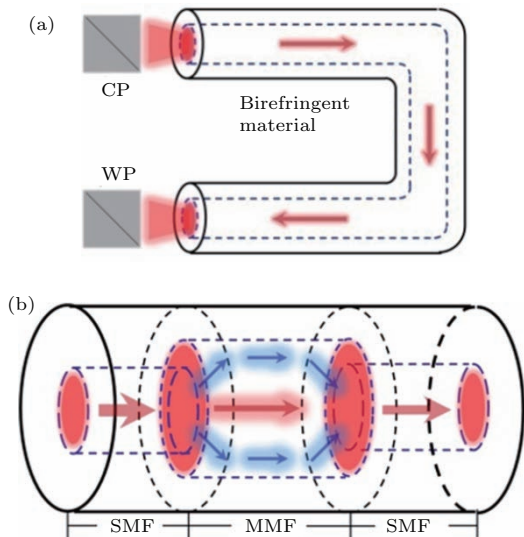 (a)
CP
Birefringent
material
WP
(b)
SMF
MMF
SMF